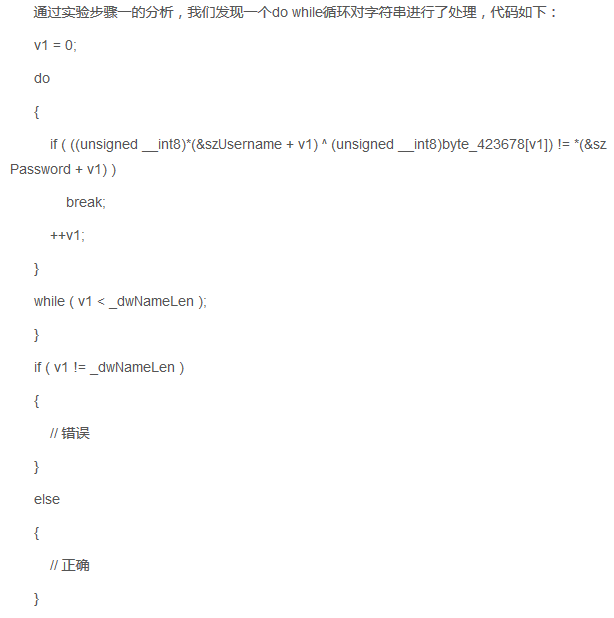 通过实验步骤一的分析，我们发现一个do while循环对字符串进行了处理，代码如下：
v1 = 0;
do
{
if ( ((unsigned __int8)*(&szUsername + v1) ^ (unsigned __int8)byte_423678[v1]) != *(&sz
Password + v1) )
break;
++v1;
}
while ( v1 < _dwNameLen );
}
if ( v1 != _dwNameLen )
{
// 错误
}
else
{
// 正确
}